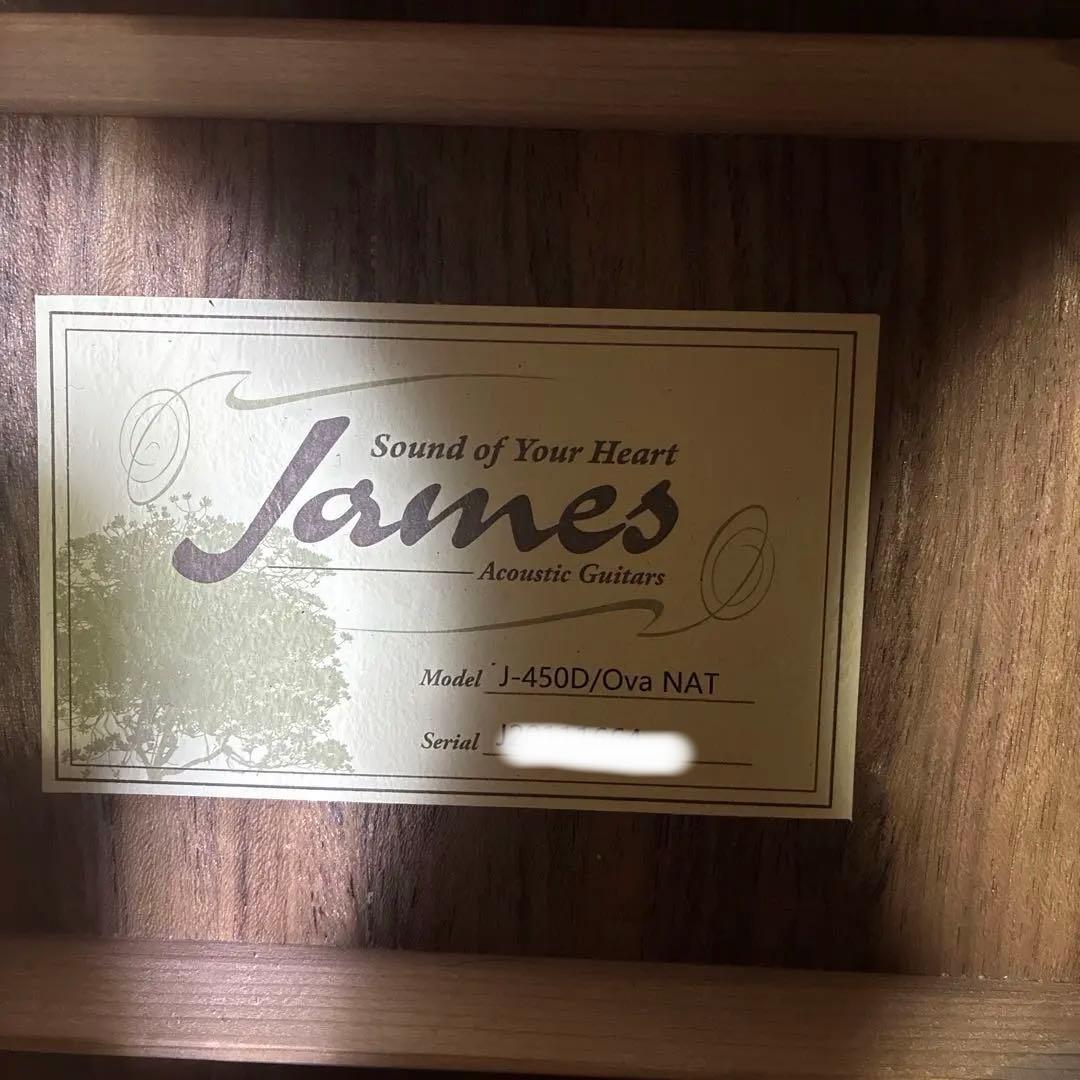 Sound of Your Heart
James
Acoustic Guitars
Model J-450D/Ova NAT
Serial